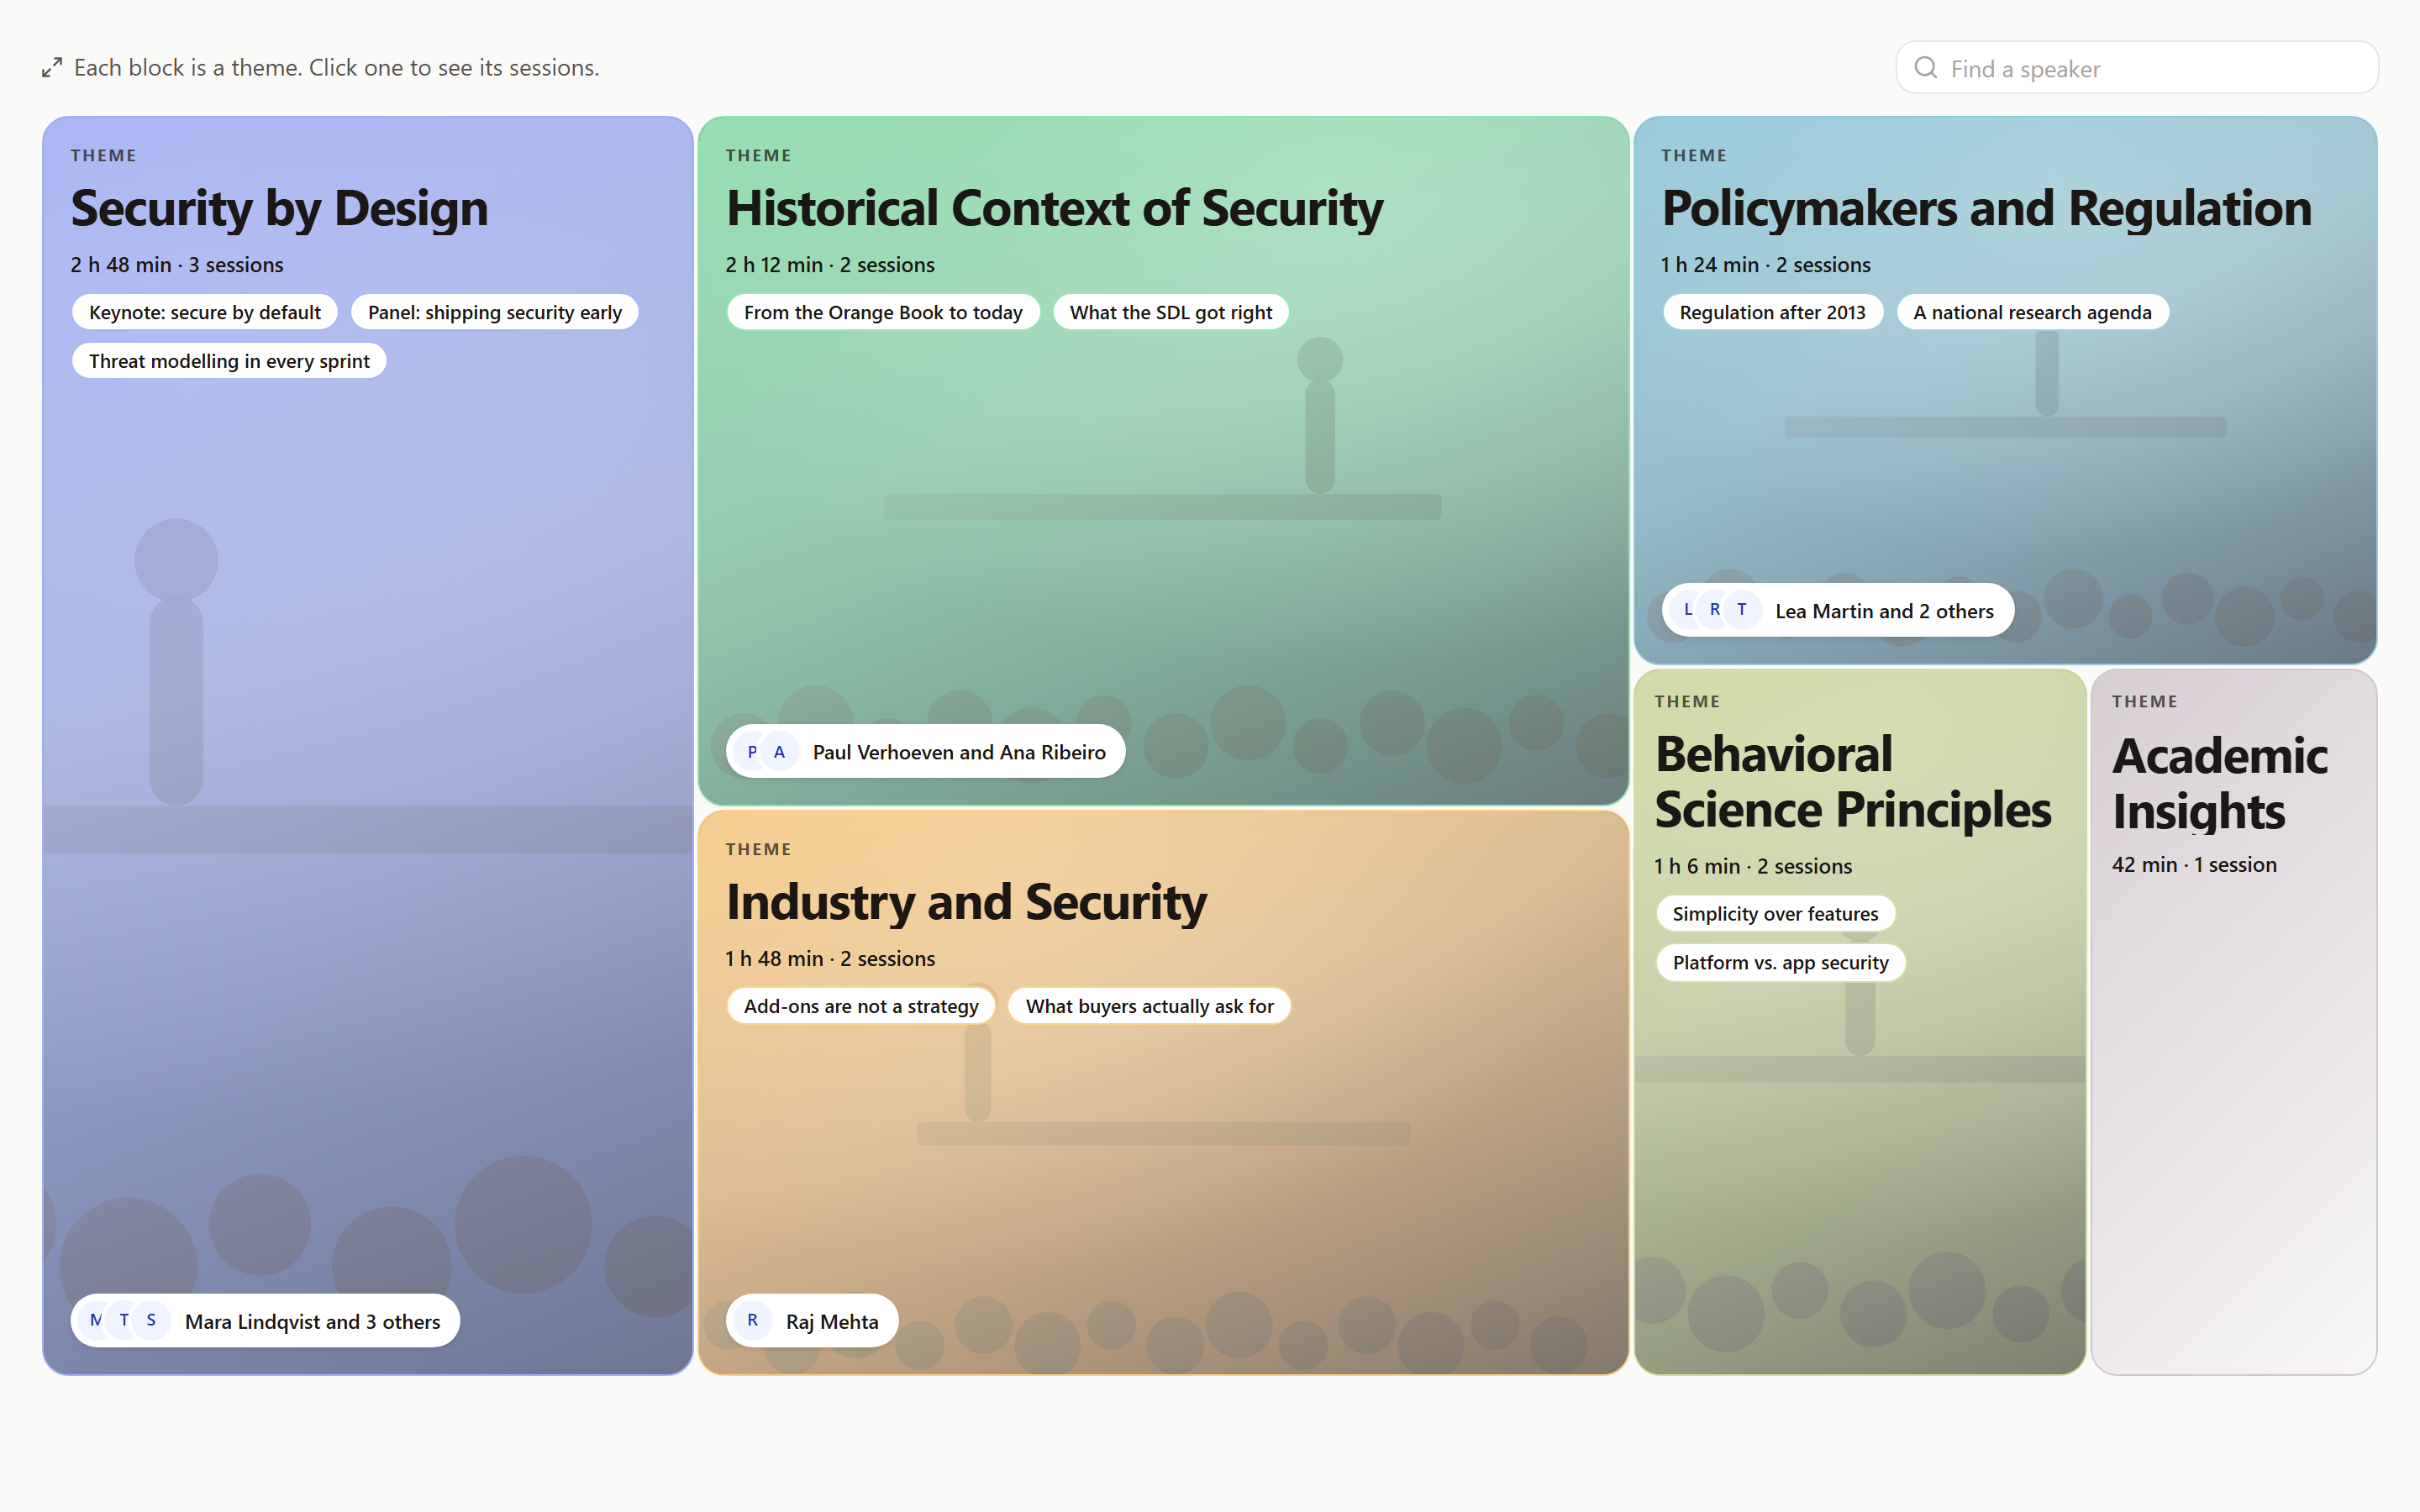 Each block is a theme. Click one to see its sessions.
Find a speaker
THEME
Security by Design
2 h 48 min · 3 sessions
Keynote: secure by default
Panel: shipping security early
Threat modelling in every sprint
M T S Mara Lindqvist and 3 others
THEME
Historical Context of Security
2 h 12 min · 2 sessions
From the Orange Book to today
What the SDL got right
P A Paul Verhoeven and Ana Ribeiro
THEME
Industry and Security
1 h 48 min · 2 sessions
Add-ons are not a strategy
What buyers actually ask for
R Raj Mehta
THEME
Policymakers and Regulation
1 h 24 min · 2 sessions
Regulation after 2013
A national research agenda
L R T Lea Martin and 2 others
THEME
Behavioral
Science Principles
1 h 6 min · 2 sessions
Simplicity over features
Platform vs. app security
THEME
Academic
Insights
42 min · 1 session